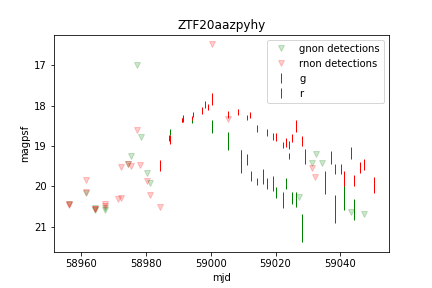 ZTF20aazpyhy
gnon detections
rnon detections
g
r
magpsf
17
18
19
20
21
58960 58980 59000 59020 59040
mjd